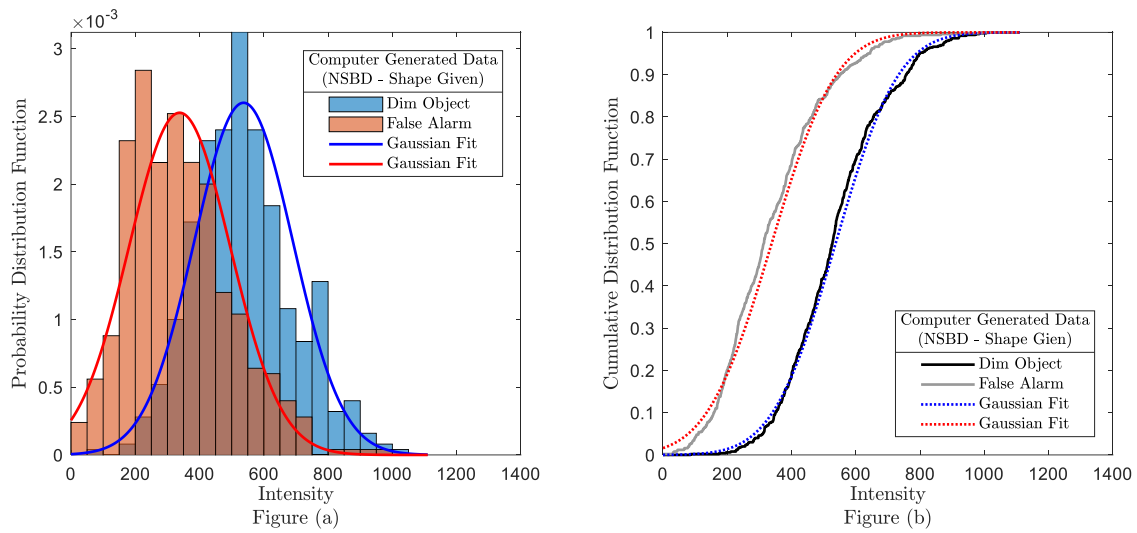 ×10⁻³
3
2.5
2
1.5
1
0.5
0
0 200 400 600 800 1000 1200 1400
Probability Distribution Function
Intensity
Figure (a)
Computer Generated Data
(NSBD - Shape Given)
Dim Object
False Alarm
Gaussian Fit
Gaussian Fit
1
0.9
0.8
0.7
0.6
0.5
0.4
0.3
0.2
0.1
0
0 200 400 600 800 1000 1200 1400
Cumulative Distribution Function
Intensity
Figure (b)
Computer Generated Data
(NSBD - Shape Gien)
Dim Object
False Alarm
Gaussian Fit
Gaussian Fit